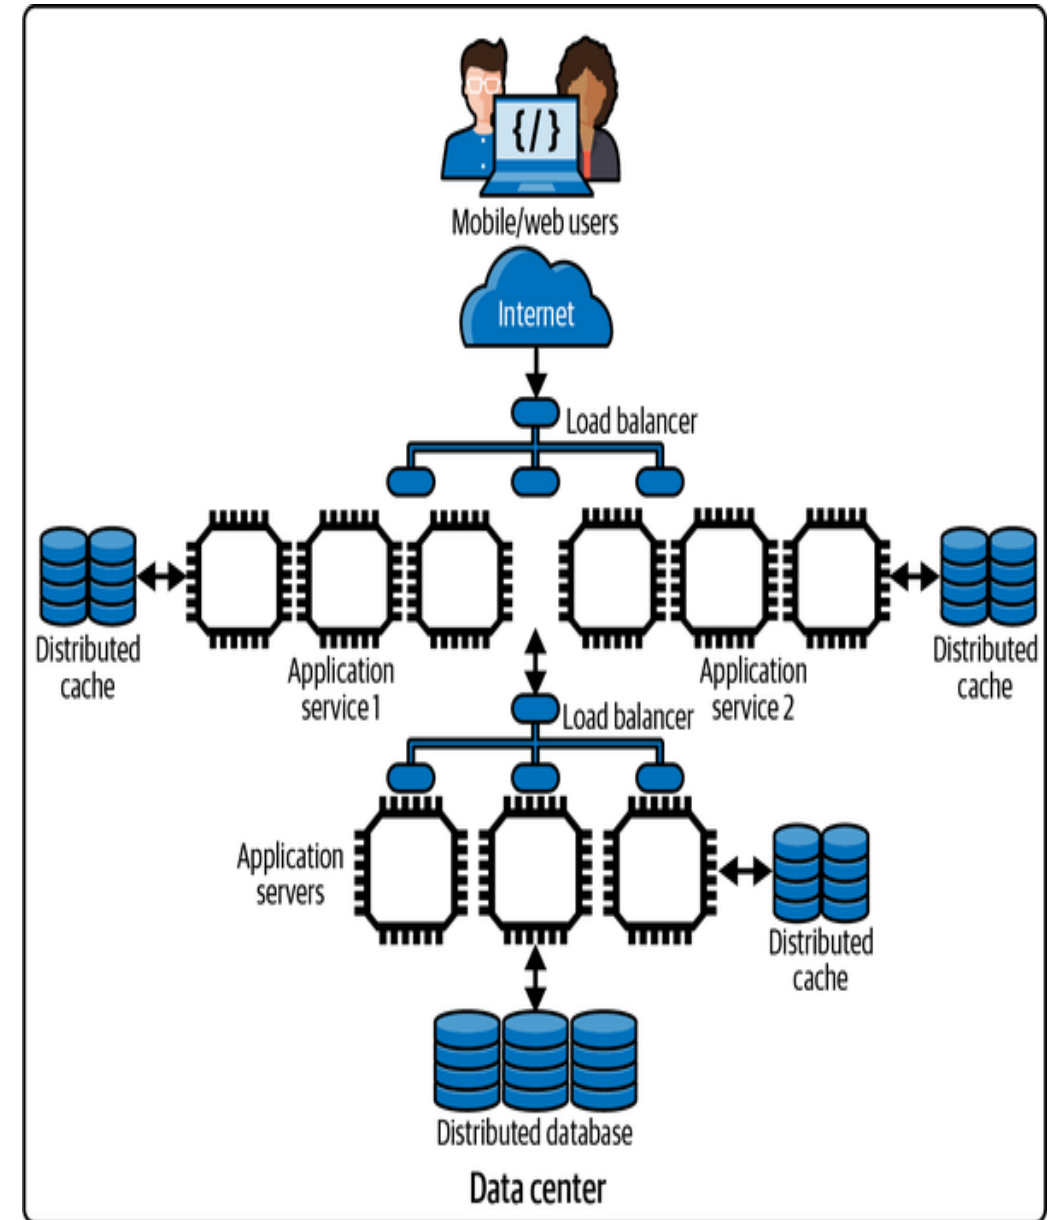 {/}
Mobile/web users
Internet
Load balancer
Distributed
cache
Application
service 1
Application
service 2
Distributed
cache
Load balancer
Application
servers
Distributed
cache
Distributed database
Data center